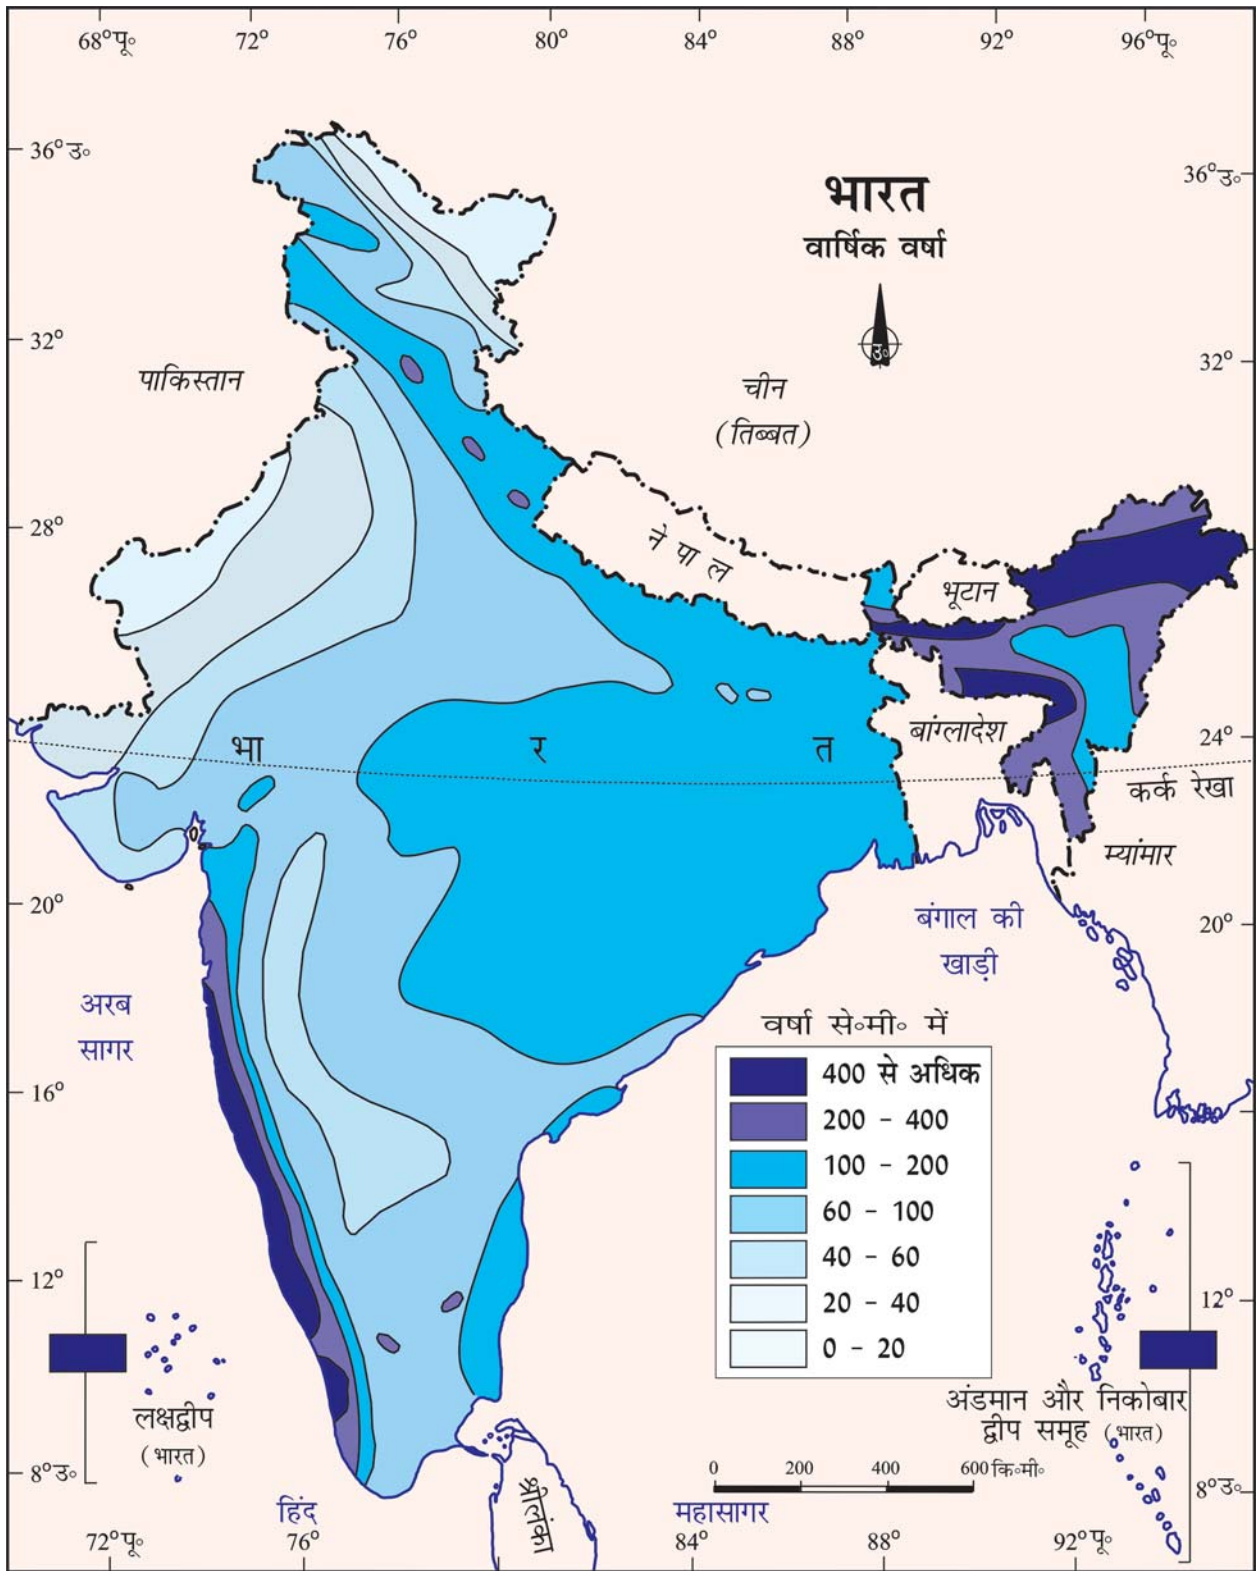 68°पू॰ 72° 76° 80° 84° 88° 92° 96°पू॰
36°उ॰
36°उ॰
भारत
वार्षिक वर्षा
उ॰
32°
32°
पाकिस्तान
चीन
(तिब्बत)
28°
नेपाल
भूटान
बांग्लादेश
24°
भारत
कर्क रेखा
म्यांमार
20°
20°
बंगाल की
खाड़ी
अरब
सागर
वर्षा से॰मी॰ में
400 से अधिक
200 - 400
100 - 200
60 - 100
40 - 60
20 - 40
0 - 20
16°
12°
12°
लक्षद्वीप
(भारत)
अंडमान और निकोबार
द्वीप समूह (भारत)
0 200 400 600 कि॰मी॰
8°उ॰
8°उ॰
श्रीलंका
हिंद
महासागर
72°पू॰ 76° 84° 88° 92°पू॰